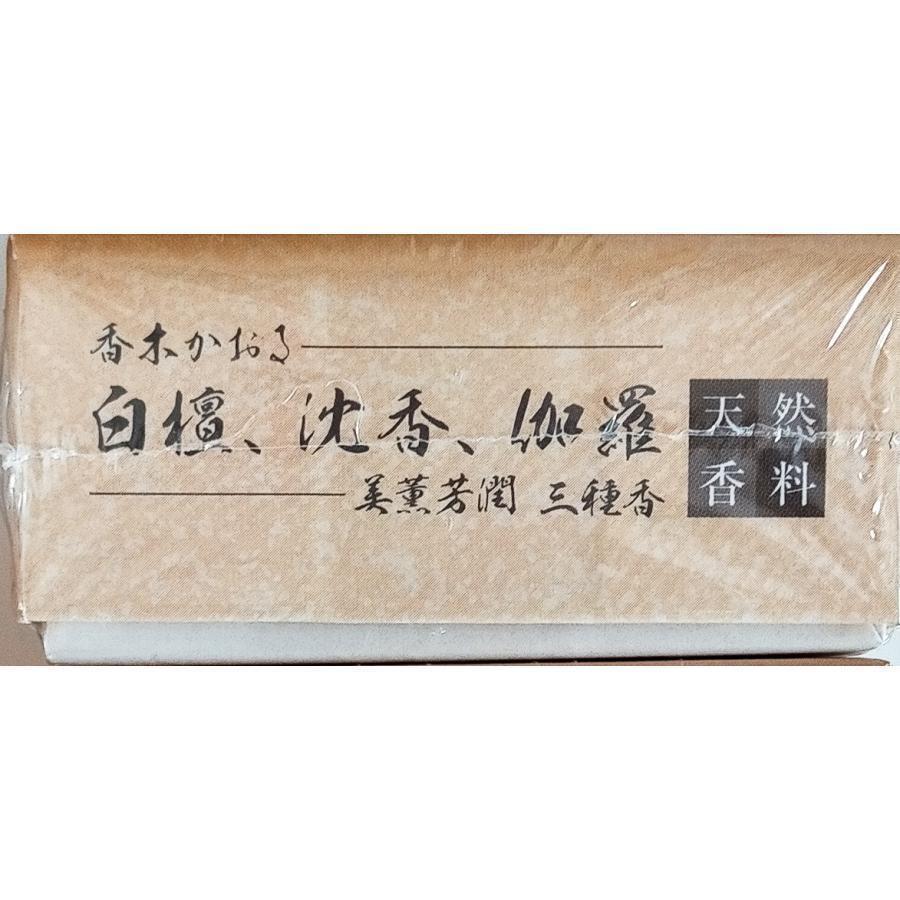 香木かおる
白檀、沈香、伽羅
美薫芳潤 三種香
天然
香料